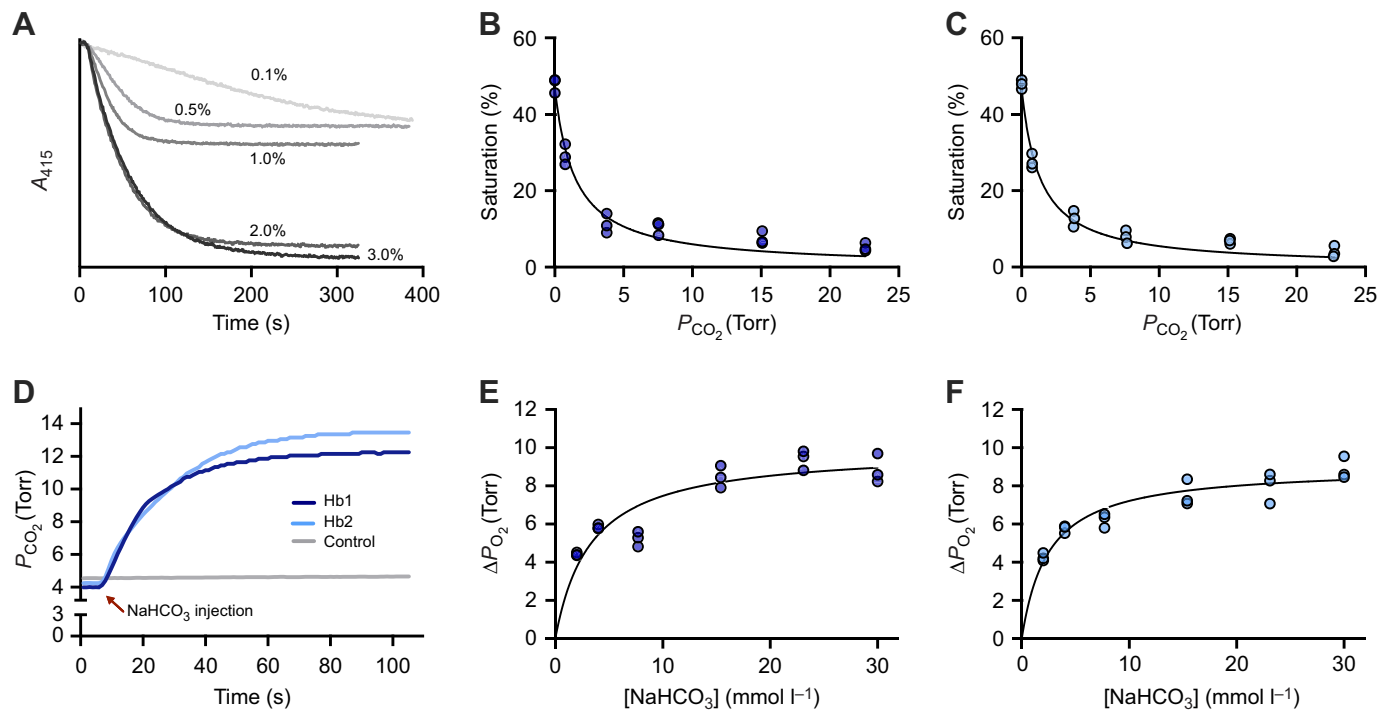 A
A415
0.1%
0.5%
1.0%
2.0%
3.0%
0 100 200 300 400
Time (s)
B
Saturation (%)
60
40
20
0
0 5 10 15 20 25
PCO2 (Torr)
C
Saturation (%)
60
40
20
0
0 5 10 15 20 25
PCO2 (Torr)
D
PCO2 (Torr)
14
12
10
8
6
4
3
0
Hb1
Hb2
Control
NaHCO3 injection
0 20 40 60 80 100
Time (s)
E
ΔPO2 (Torr)
12
10
8
6
4
2
0
0 10 20 30
[NaHCO3] (mmol l–1)
F
ΔPO2 (Torr)
12
10
8
6
4
2
0
0 10 20 30
[NaHCO3] (mmol l–1)